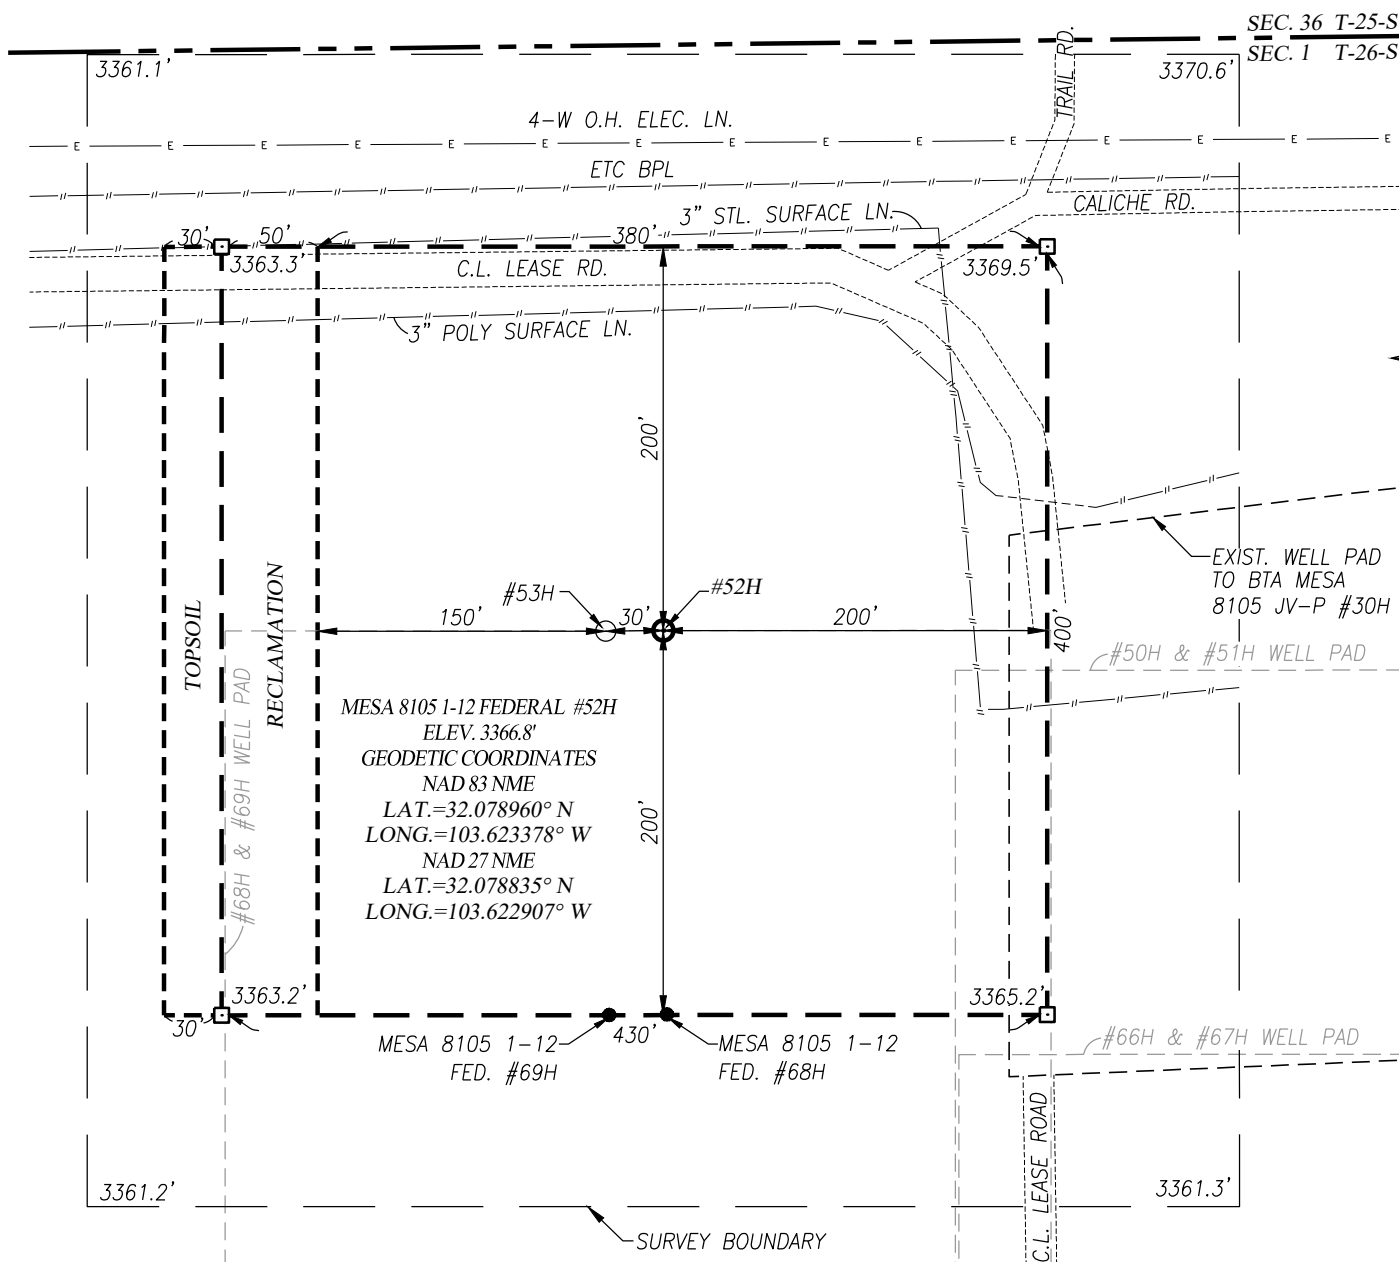 SEC. 36 T-25-S
SEC. 1 T-26-S
3361.1'
3370.6'
TRAIL RD.
4-W O.H. ELEC. LN.
E E E E E E E E E E E E E E E
ETC BPL
CALICHE RD.
3" STL. SURFACE LN.
30'
50'
380'
3363.3'
3369.5'
C.L. LEASE RD.
3" POLY SURFACE LN.
200'
EXIST. WELL PAD
TO BTA MESA
8105 JV-P #30H
#53H
#52H
150'
30'
200'
400'
TOPSOIL
RECLAMATION
#50H & #51H WELL PAD
#68H & #69H WELL PAD
MESA 8105 1-12 FEDERAL #52H
ELEV. 3366.8'
GEODETIC COORDINATES
NAD 83 NME
LAT.=32.078960° N
LONG.=103.623378° W
NAD 27 NME
LAT.=32.078835° N
LONG.=103.622907° W
200'
3363.2'
3365.2'
30'
430'
MESA 8105 1-12
FED. #69H
MESA 8105 1-12
FED. #68H
#66H & #67H WELL PAD
C.L. LEASE ROAD
3361.2'
3361.3'
SURVEY BOUNDARY